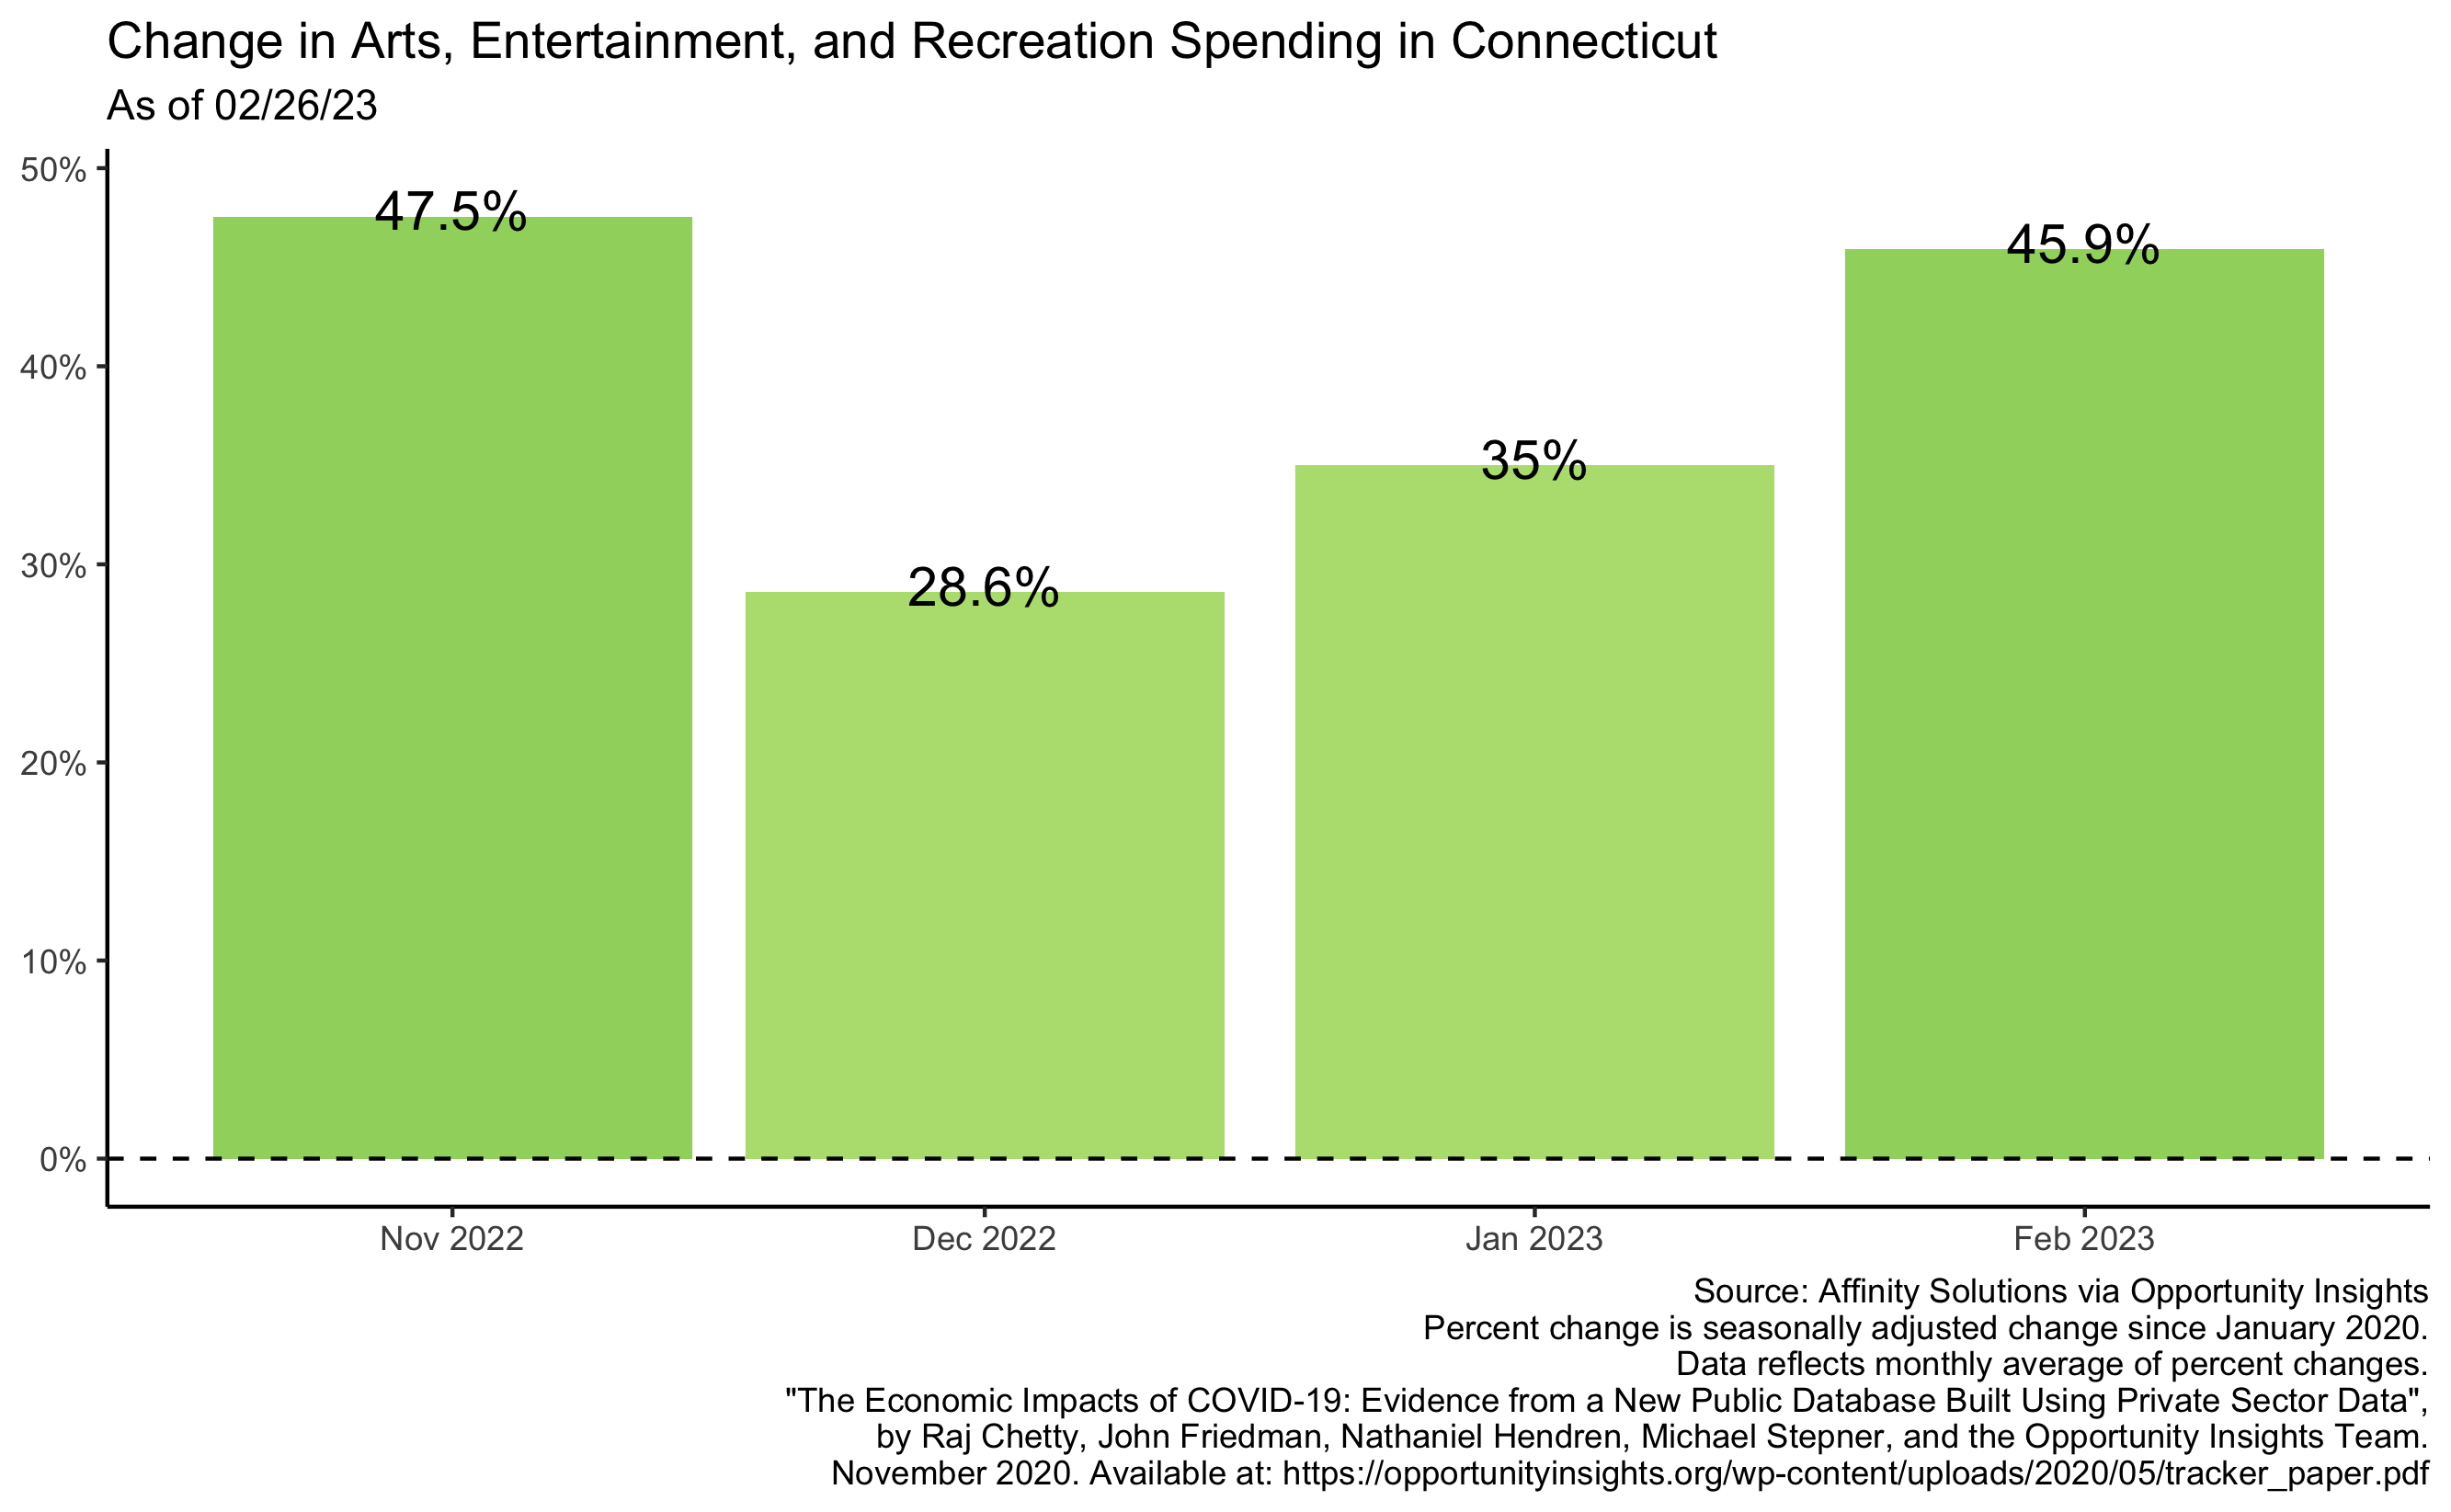 Change in Arts, Entertainment, and Recreation Spending in Connecticut
As of 02/26/23
50%
40%
30%
20%
10%
0%
47.5%
28.6%
35%
45.9%
Nov 2022
Dec 2022
Jan 2023
Feb 2023
Source: Affinity Solutions via Opportunity Insights
Percent change is seasonally adjusted change since January 2020.
Data reflects monthly average of percent changes.
"The Economic Impacts of COVID-19: Evidence from a New Public Database Built Using Private Sector Data",
by Raj Chetty, John Friedman, Nathaniel Hendren, Michael Stepner, and the Opportunity Insights Team.
November 2020. Available at: https://opportunityinsights.org/wp-content/uploads/2020/05/tracker_paper.pdf